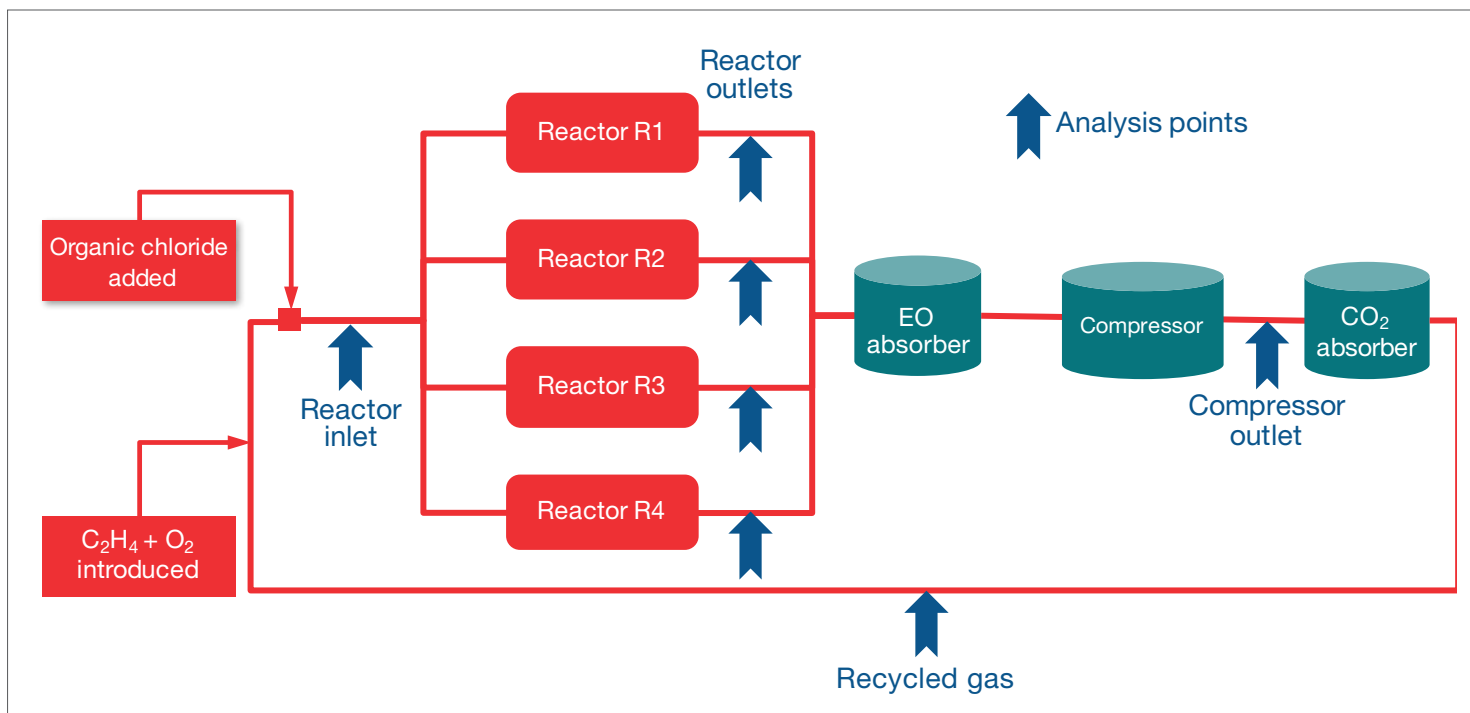 Reactor
outlets
Analysis points
Reactor R1
Organic chloride
added
Reactor R2
EO
absorber
Compressor
CO₂
absorber
Reactor
inlet
Reactor R3
Compressor
outlet
Reactor R4
C₂H₄ + O₂
introduced
Recycled gas